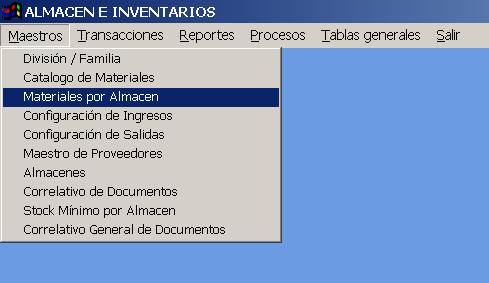 ALMACEN E INVENTARIOS
Maestros Transacciones Reportes Procesos Tablas generales Salir
División / Familia
Catalogo de Materiales
Materiales por Almacen
Configuración de Ingresos
Configuración de Salidas
Maestro de Proveedores
Almacenes
Correlativo de Documentos
Stock Mínimo por Almacen
Correlativo General de Documentos